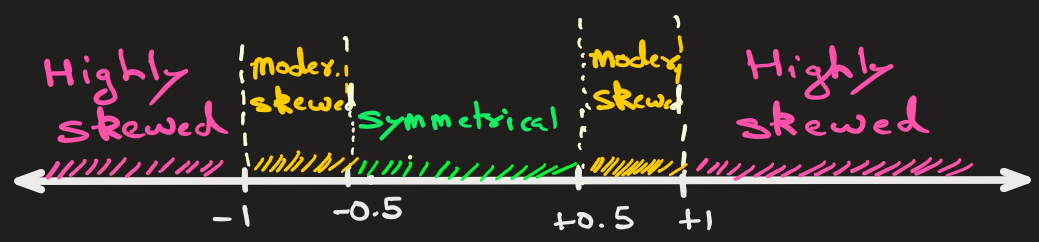 Highly
skewed
moder.
skewed
symmetrical
moder.
skewed
Highly
skewed
-1
-0.5
+0.5
+1